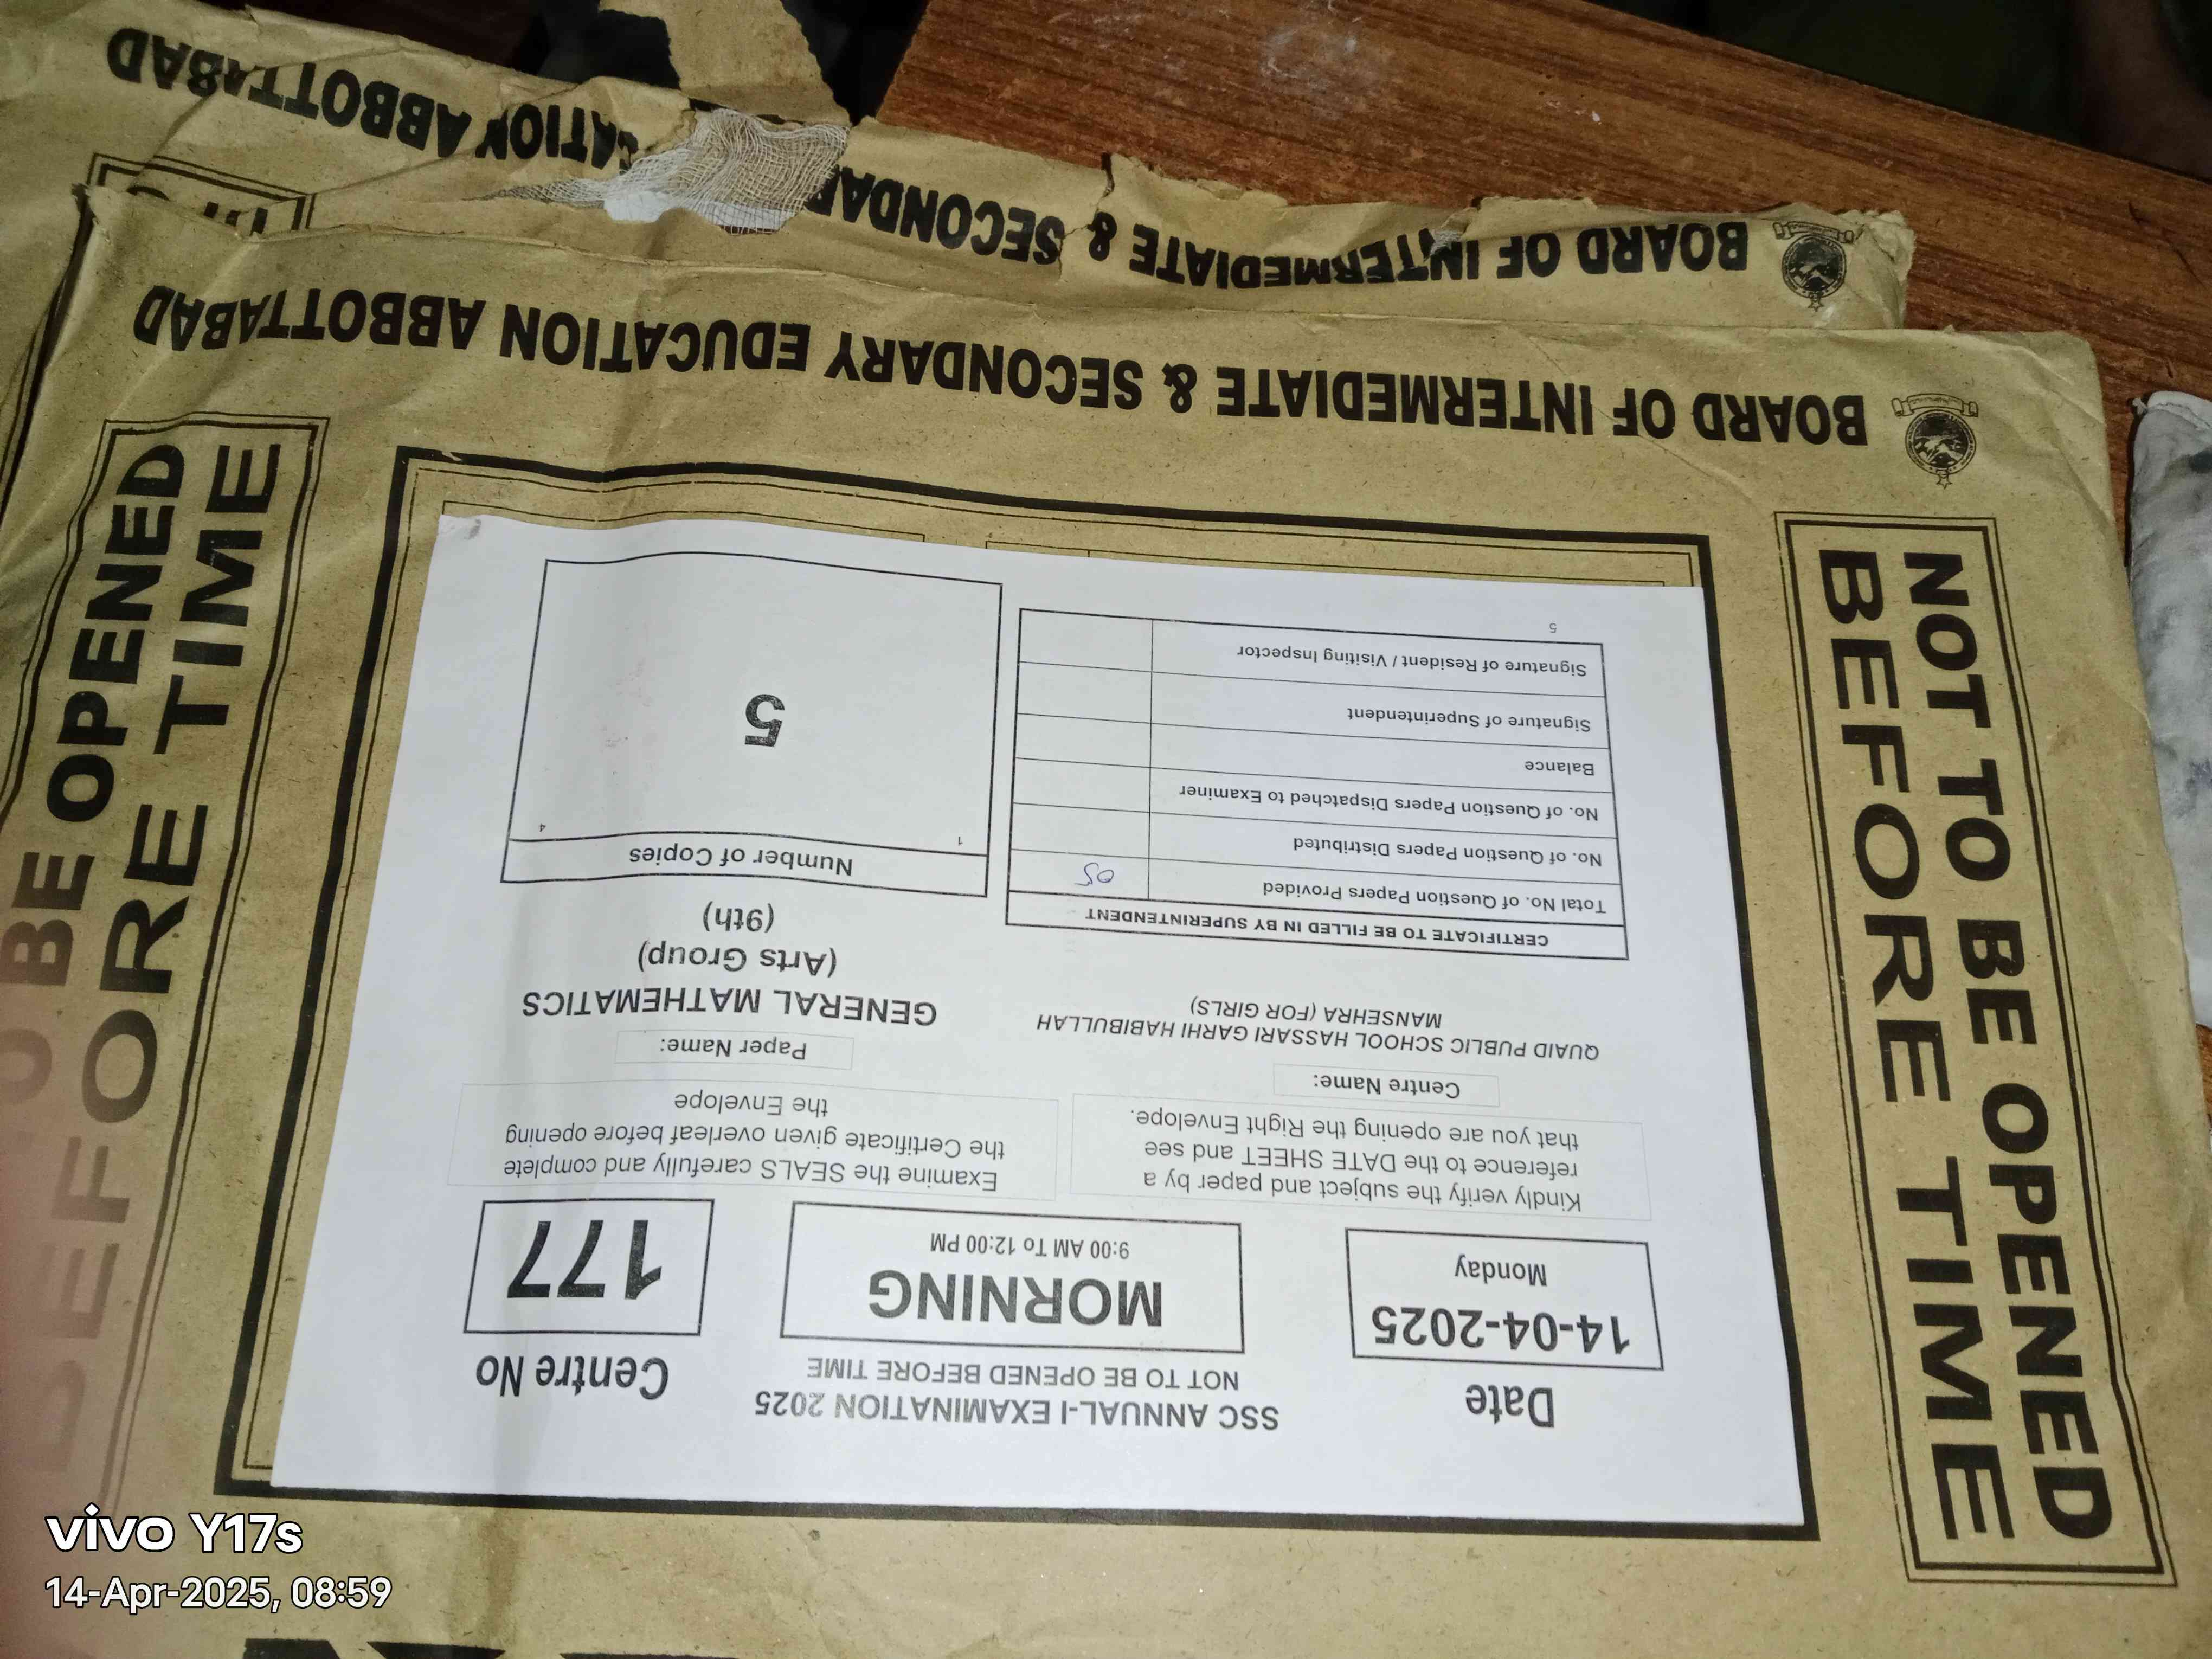 BOARD OF INTERMEDIATE & SECONDARY EDUCATION ABBOTTABAD
BOARD OF INTERMEDIATE & SECONDAR
CATION ABBOTTABAD
NOT TO BE OPENED
BEFORE TIME
SSC ANNUAL-I EXAMINATION 2025
NOT TO BE OPENED BEFORE TIME
Date
14-04-2025
Monday
MORNING
9:00 AM To 12:00 PM
Centre No
177
Kindly verify the subject and paper by a
reference to the DATE SHEET and see
that you are opening the Right Envelope.
Examine the SEALS carefully and complete
the Certificate given overleaf before opening
the Envelope
Centre Name:
QUAID PUBLIC SCHOOL HASSARI GARHI HABIBULLAH
MANSEHRA (FOR GIRLS)
Paper Name:
GENERAL MATHEMATICS
(Arts Group)
(9th)
CERTIFICATE TO BE FILLED IN BY SUPERINTENDENT
Total No. of Question Papers Provided 05
No. of Question Papers Distributed
No. of Question Papers Dispatched to Examiner
Balance
Signature of Superintendent
Signature of Resident / Visiting Inspector
5
Number of Copies
1 4
5
TO BE OPENED
BEFORE TIME
vivo Y17s
14-Apr-2025, 08:59